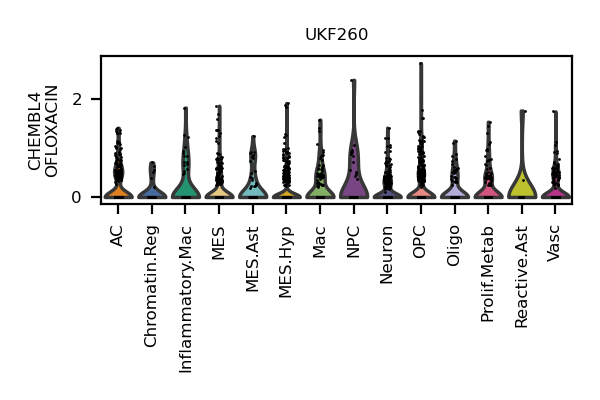 UKF260
CHEMBL4
OFLOXACIN
2
0
AC
Chromatin.Reg
Inflammatory.Mac
MES
MES.Ast
MES.Hyp
Mac
NPC
Neuron
OPC
Oligo
Prolif.Metab
Reactive.Ast
Vasc